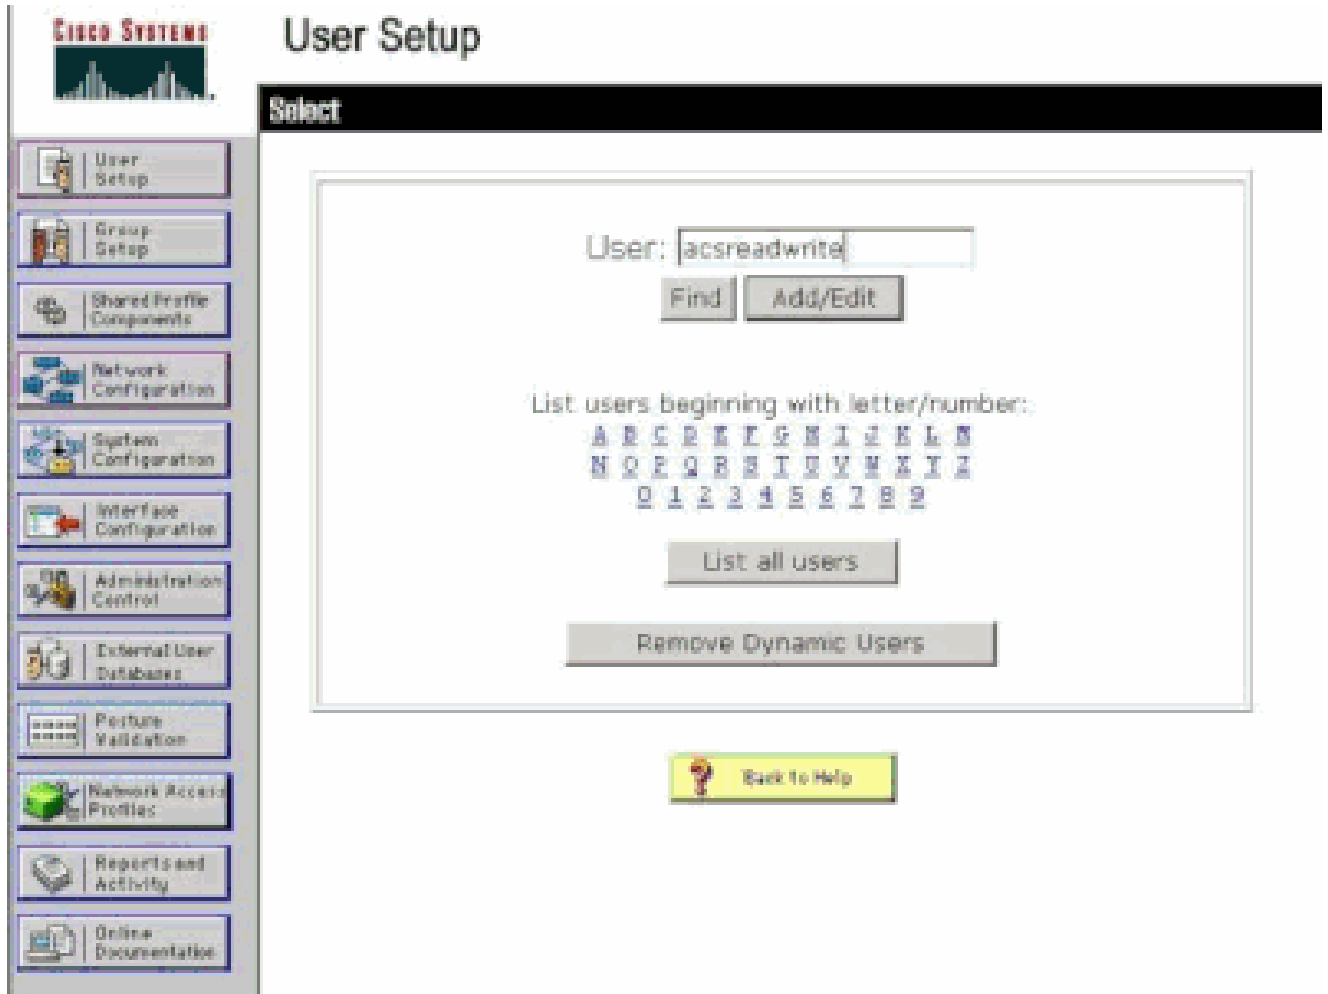 CISCO SYSTEMS
User Setup
Select
User
Setup
Group
Setup
Shared Profile
Components
Network
Configuration
System
Configuration
Interface
Configuration
Administration
Control
External User
Databases
Posture
Validation
Network Access
Profiles
Reports and
Activity
Online
Documentation
User: acsreadwrite
Find Add/Edit
List users beginning with letter/number:
A B C D E F G H I J K L M
N O P Q R S T U V W X Y Z
0 1 2 3 4 5 6 7 8 9
List all users
Remove Dynamic Users
? Back to Help